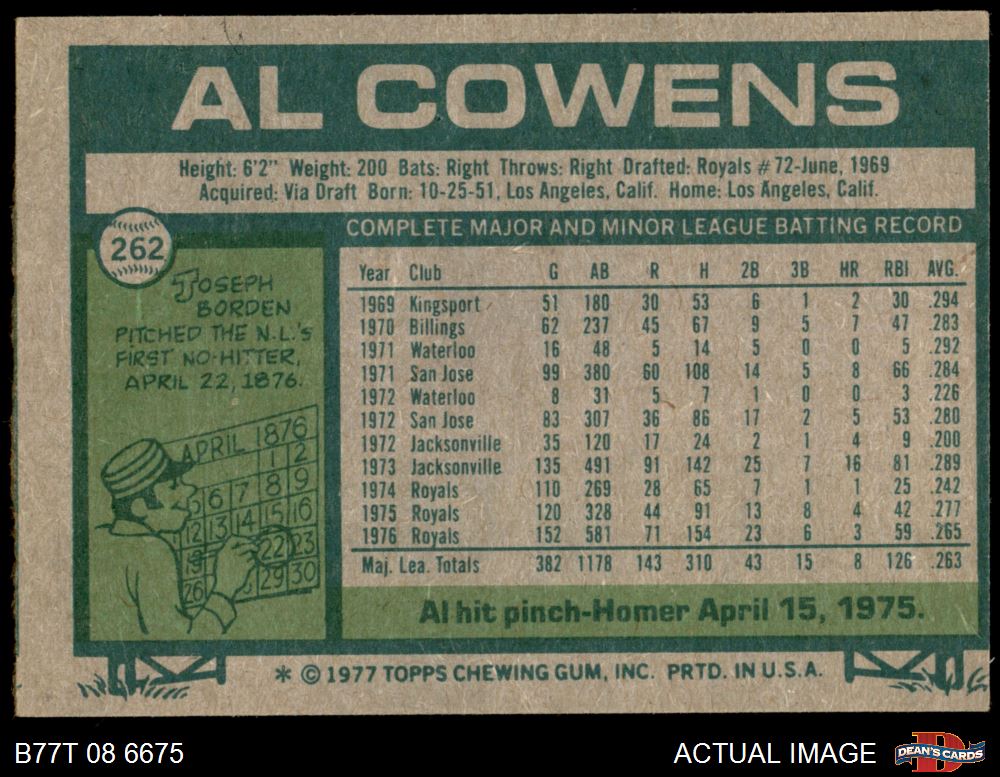 AL COWENS
Height: 6'2" Weight: 200 Bats: Right Throws: Right Drafted: Royals #72-June, 1969
Acquired: Via Draft Born: 10-25-51, Los Angeles, Calif. Home: Los Angeles, Calif.
262
JOSEPH
BORDEN
PITCHED THE N.L.'S
FIRST NO-HITTER,
APRIL 22, 1876.
APRIL 1876
1 2
5 6 7 8 9
12 13 14 15 16
22 23
26 29 30
COMPLETE MAJOR AND MINOR LEAGUE BATTING RECORD
Year Club G AB R H 2B 3B HR RBI AVG.
1969 Kingsport 51 180 30 53 6 1 2 30 .294
1970 Billings 62 237 45 67 9 5 7 47 .283
1971 Waterloo 16 48 5 14 5 0 0 5 .292
1971 San Jose 99 380 60 108 14 5 8 66 .284
1972 Waterloo 8 31 5 7 1 0 0 3 .226
1972 San Jose 83 307 36 86 17 2 5 53 .280
1972 Jacksonville 35 120 17 24 2 1 4 9 .200
1973 Jacksonville 135 491 91 142 25 7 16 81 .289
1974 Royals 110 269 28 65 7 1 1 25 .242
1975 Royals 120 328 44 91 13 8 4 42 .277
1976 Royals 152 581 71 154 23 6 3 59 .265
Maj. Lea. Totals 382 1178 143 310 43 15 8 126 .263
Al hit pinch-Homer April 15, 1975.
* © 1977 TOPPS CHEWING GUM, INC. PRTD. IN U.S.A.
B77T 08 6675
ACTUAL IMAGE
D
DEAN'S CARDS